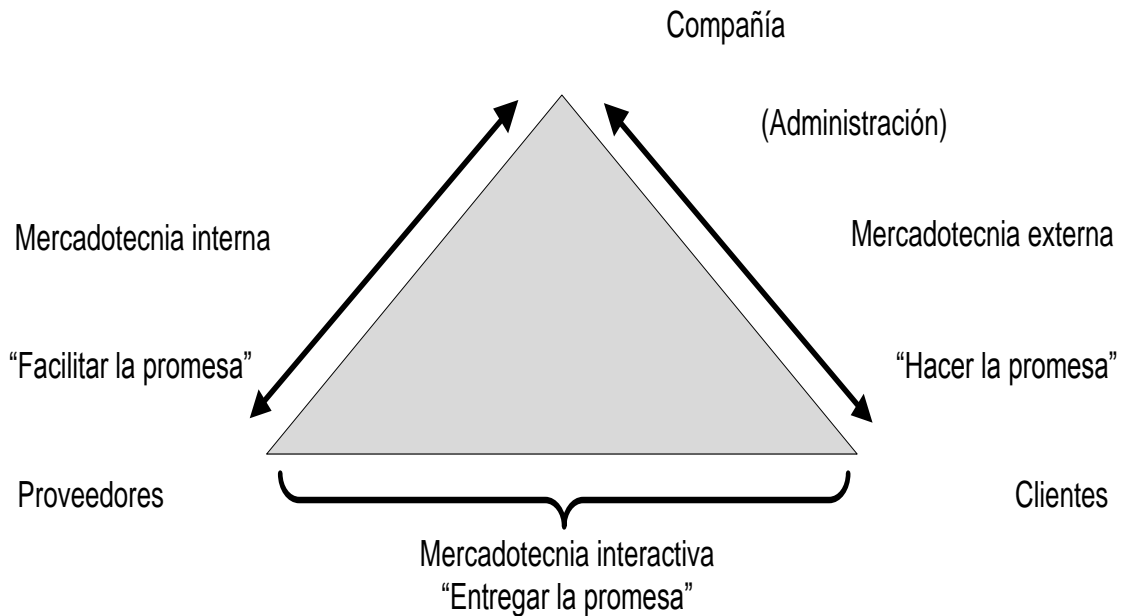 Compañía
(Administración)
Mercadotecnia interna
Mercadotecnia externa
“Facilitar la promesa”
“Hacer la promesa”
Proveedores
Clientes
Mercadotecnia interactiva
“Entregar la promesa”